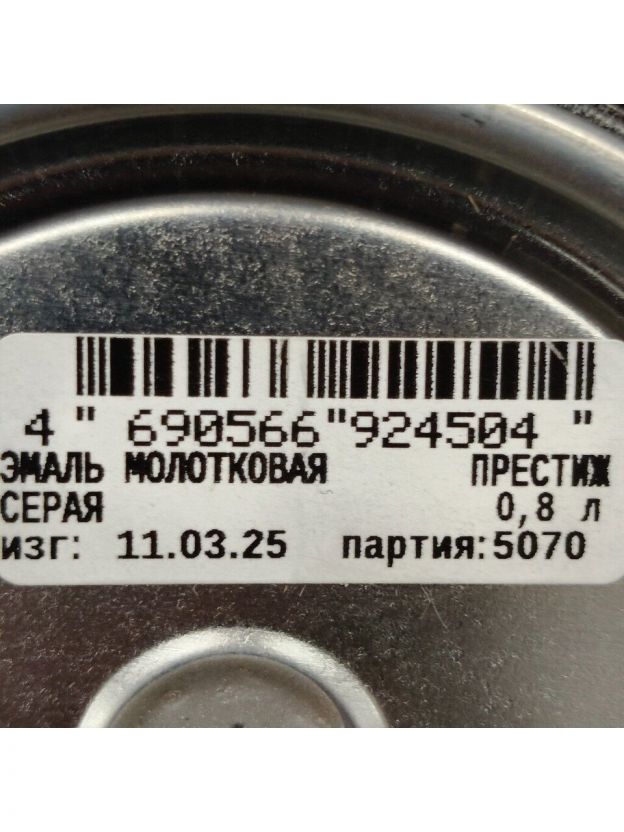 4 " 690566"924504 "
ЭМАЛЬ МОЛОТКОВАЯ ПРЕСТИЖ
СЕРАЯ 0,8 л
изг: 11.03.25 партия:5070